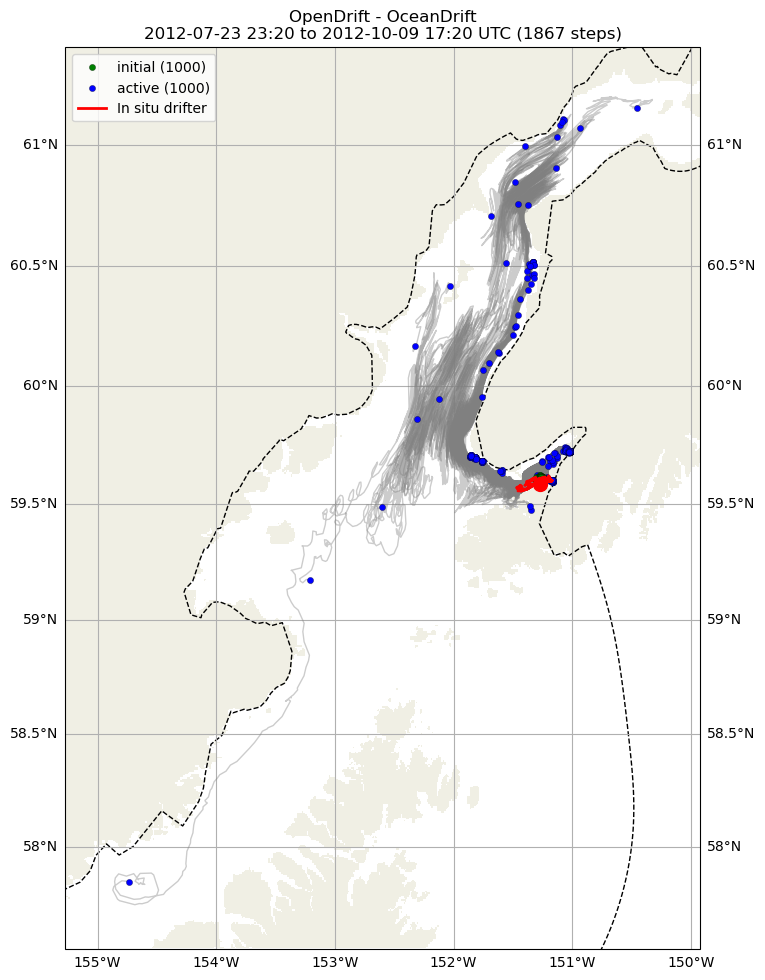 OpenDrift - OceanDrift
2012-07-23 23:20 to 2012-10-09 17:20 UTC (1867 steps)
initial (1000)
active (1000)
In situ drifter
61°N 61°N
60.5°N 60.5°N
60°N 60°N
59.5°N 59.5°N
59°N 59°N
58.5°N 58.5°N
58°N 58°N
155°W 154°W 153°W 152°W 151°W 150°W